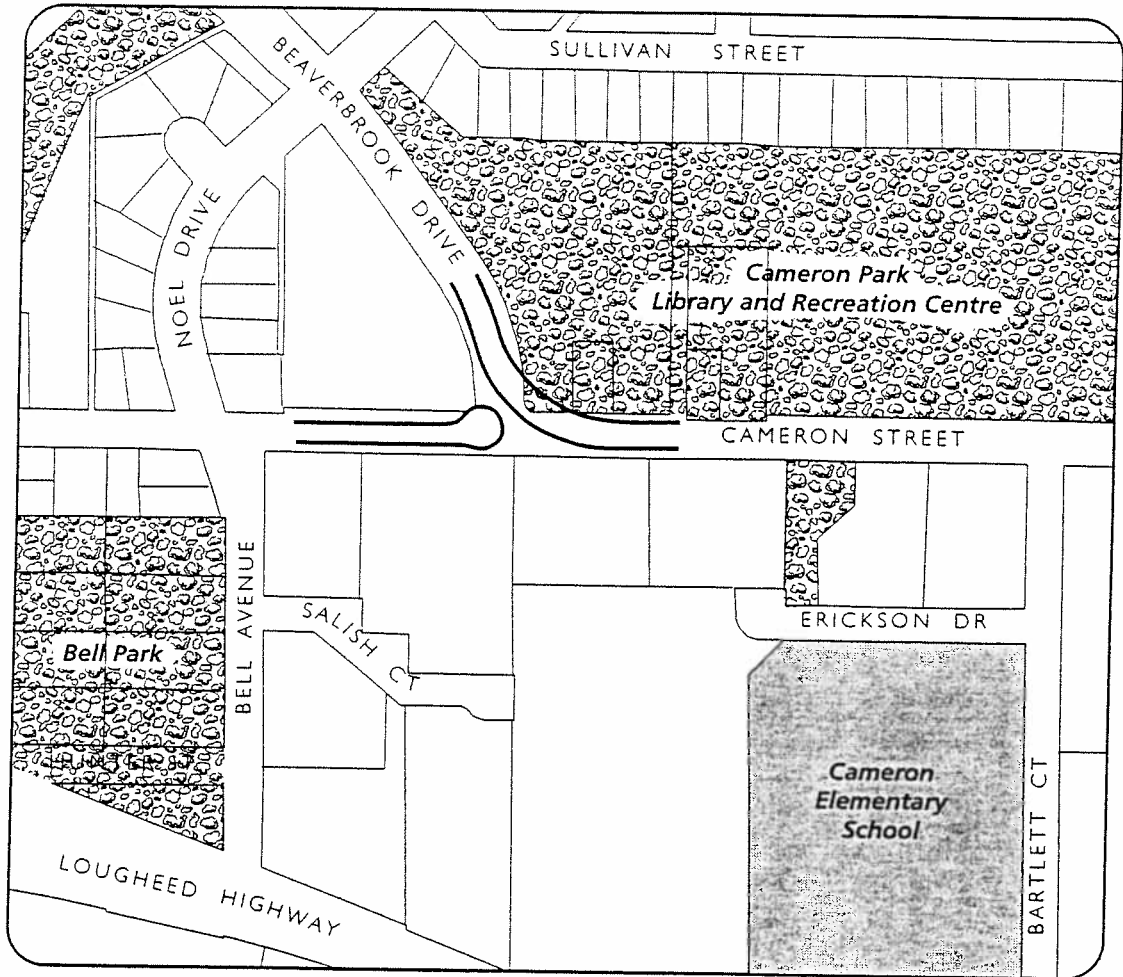 SULLIVAN STREET
BEAVERBROOK DRIVE
NOEL DRIVE
Cameron Park
Library and Recreation Centre
CAMERON STREET
BELL AVENUE
SALISH CT
ERICKSON DR
Bell Park
Cameron
Elementary
School
BARTLETT CT
LOUGHEED HIGHWAY